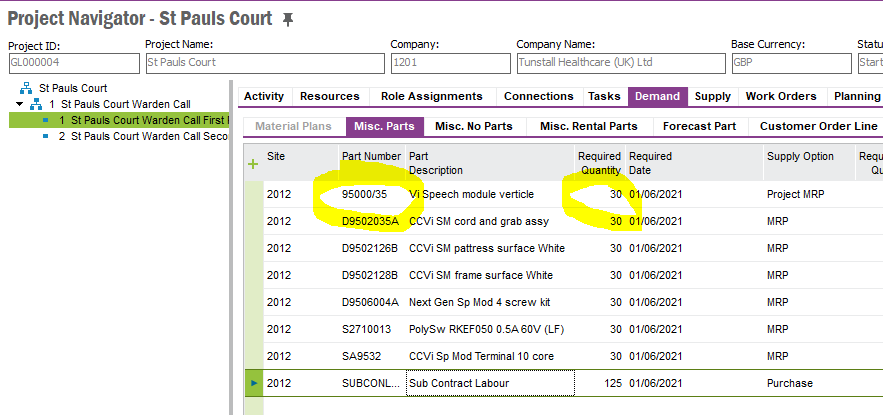 Project Navigator - St Pauls Court
Project ID: Project Name: Company: Company Name: Base Currency: Statu
GL000004 St Pauls Court 1201 Tunstall Healthcare (UK) Ltd GBP Start
St Pauls Court
1 St Pauls Court Warden Call
1 St Pauls Court Warden Call First
2 St Pauls Court Warden Call Seco
Activity Resources Role Assignments Connections Tasks Demand Supply Work Orders Planning
Material Plans Misc. Parts Misc. No Parts Misc. Rental Parts Forecast Part Customer Order Line
Site Part Number Part Description Required Quantity Required Date Supply Option Requ Qu
2012 95000/35 Vi Speech module verticle 30 01/06/2021 Project MRP
2012 D9502035A CCVi SM cord and grab assy 30 01/06/2021 MRP
2012 D9502126B CCVi SM pattress surface White 30 01/06/2021 MRP
2012 D9502128B CCVi SM frame surface White 30 01/06/2021 MRP
2012 D9506004A Next Gen Sp Mod 4 screw kit 30 01/06/2021 MRP
2012 S2710013 PolySw RKEF050 0.5A 60V (LF) 30 01/06/2021 MRP
2012 SA9532 CCVi Sp Mod Terminal 10 core 30 01/06/2021 MRP
2012 SUBCONL... Sub Contract Labour 125 01/06/2021 Purchase